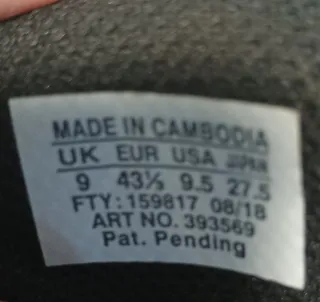 MADE IN CAMBODIA
UK EUR USA JAPAN
9 43⅓ 9.5 27.5
FTY: 159817 08/18
ART NO. 393569
Pat. Pending